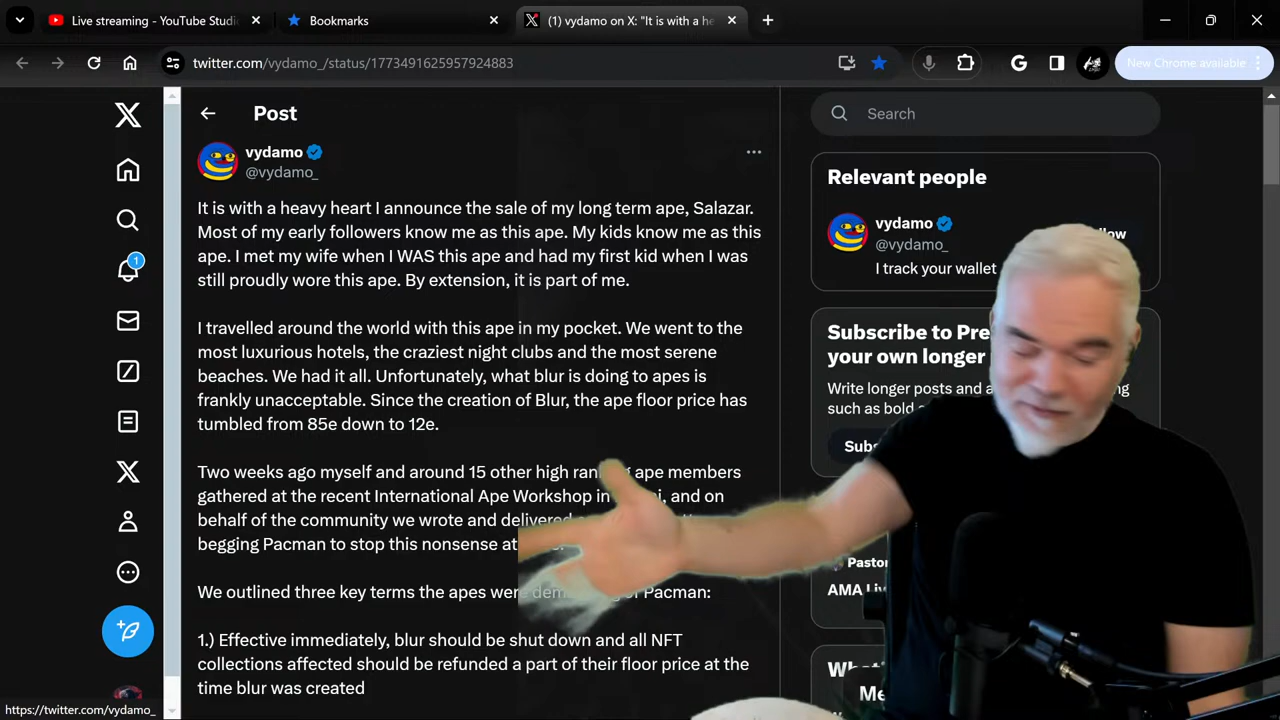 Live streaming - YouTube Studi
Bookmarks
(1) vydamo on X: "It is with a he
twitter.com/vydamo_/status/1773491625957924883
New Chrome available
Post
Search
vydamo
@vydamo_
It is with a heavy heart I announce the sale of my long term ape, Salazar.
Most of my early followers know me as this ape. My kids know me as this
ape. I met my wife when I WAS this ape and had my first kid when I was
still proudly wore this ape. By extension, it is part of me.
I travelled around the world with this ape in my pocket. We went to the
most luxurious hotels, the craziest night clubs and the most serene
beaches. We had it all. Unfortunately, what blur is doing to apes is
frankly unacceptable. Since the creation of Blur, the ape floor price has
tumbled from 85e down to 12e.
Two weeks ago myself and around 15 other high ranking ape members
gathered at the recent International Ape Workshop in
, and on
behalf of the community we wrote and delivered
begging Pacman to stop this nonsense at
We outlined three key terms the apes were demanding of Pacman:
1.) Effective immediately, blur should be shut down and all NFT
collections affected should be refunded a part of their floor price at the
time blur was created
Relevant people
vydamo
@vydamo_
I track your wallet
Subscribe to Pre
your own longer
Write longer posts and a
such as bold
Subs
Pastor
AMA Liv
What'
Me
1
https://twitter.com/vydamo_